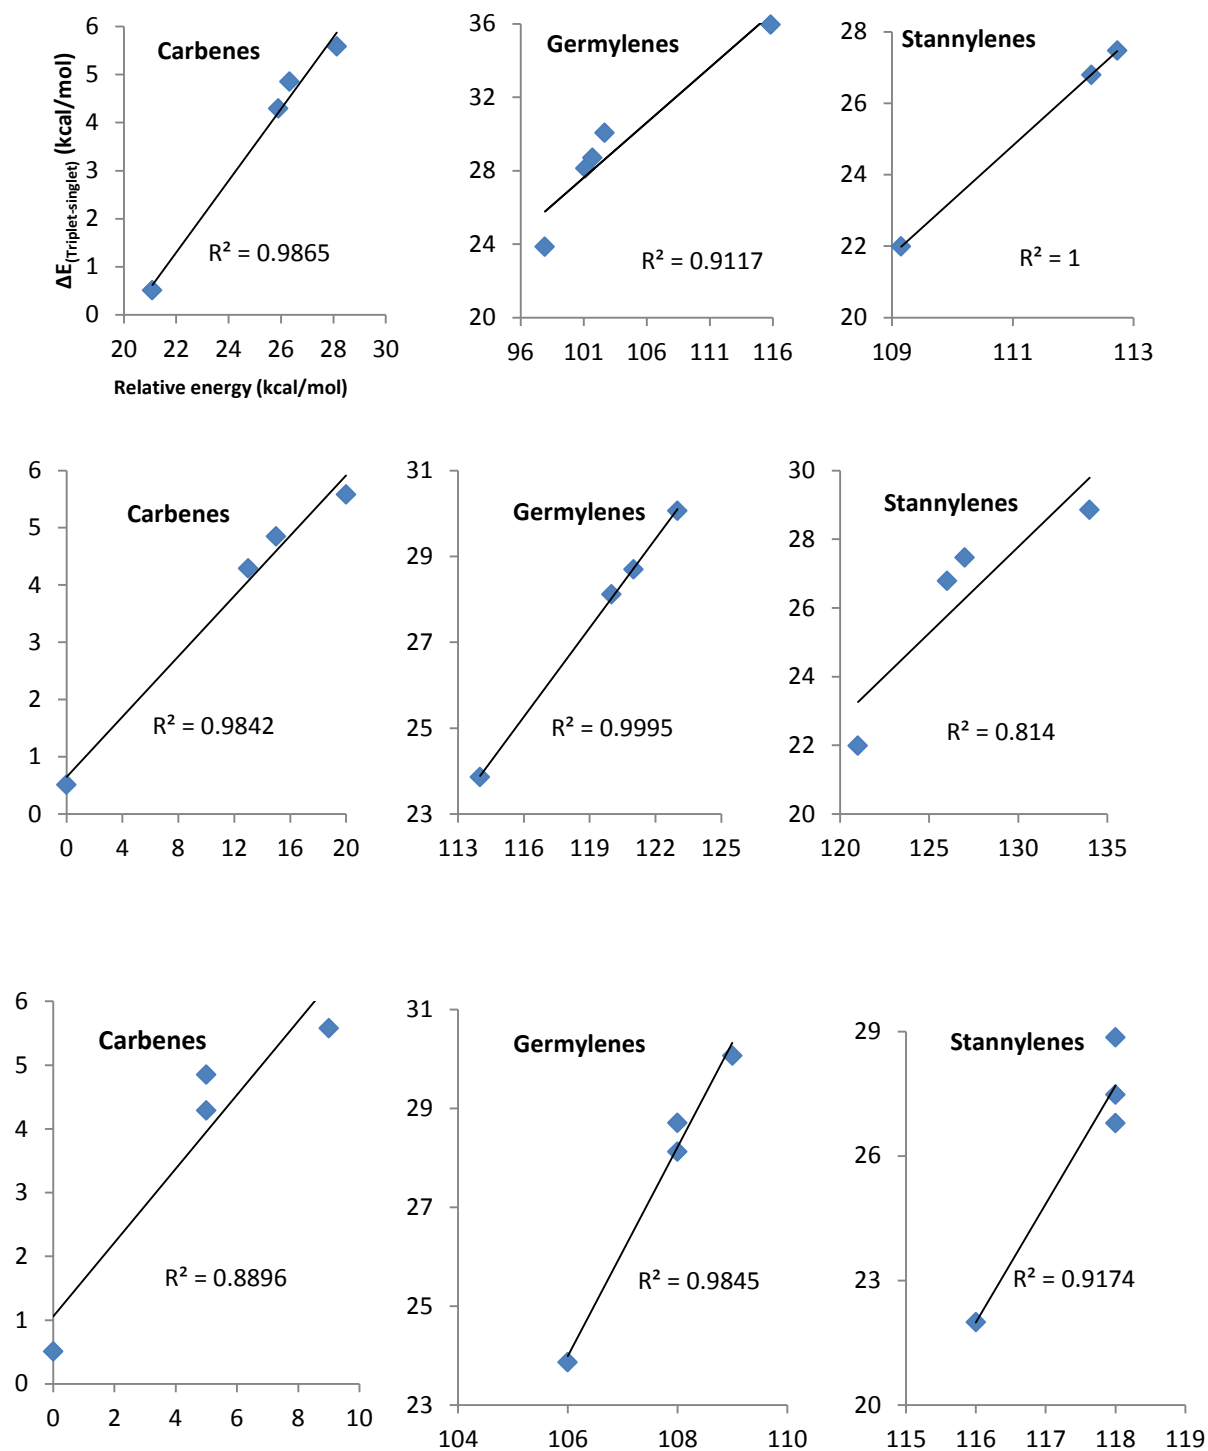 Carbenes
ΔE(Triplet-singlet) (kcal/mol)
6
5
4
3
2
1
0
R² = 0.9865
20 22 24 26 28 30
Relative energy (kcal/mol)
Germylenes
36
32
28
24
20
R² = 0.9117
96 101 106 111 116
Stannylenes
28
26
24
22
20
R² = 1
109 111 113
Carbenes
6
5
4
3
2
1
0
R² = 0.9842
0 4 8 12 16 20
Germylenes
31
29
27
25
23
R² = 0.9995
113 116 119 122 125
Stannylenes
30
28
26
24
22
20
R² = 0.814
120 125 130 135
Carbenes
6
5
4
3
2
1
0
R² = 0.8896
0 2 4 6 8 10
Germylenes
31
29
27
25
23
R² = 0.9845
104 106 108 110
Stannylenes
29
26
23
20
R² = 0.9174
115 116 117 118 119